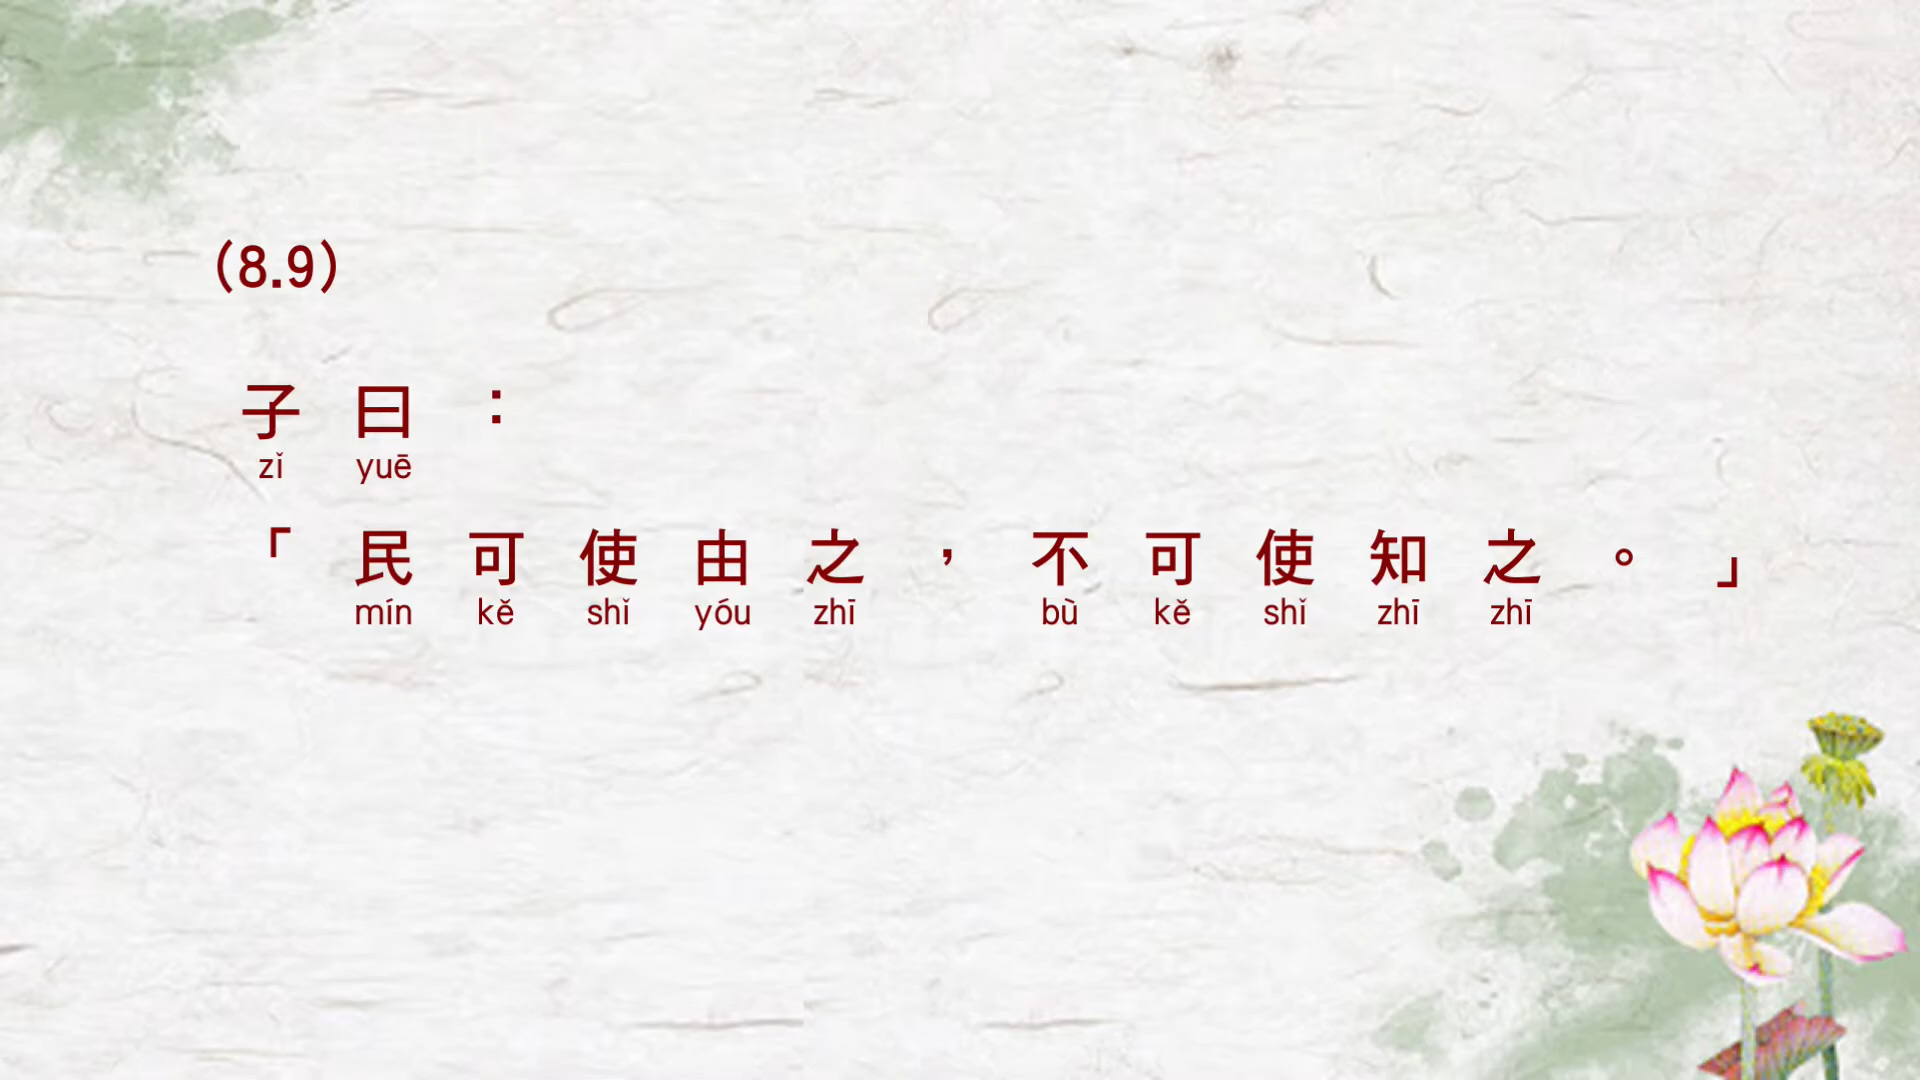 (8.9)
子曰：
zǐ yuē
「民可使由之，不可使知之。」
mín kě shǐ yóu zhī bù kě shǐ zhī zhī